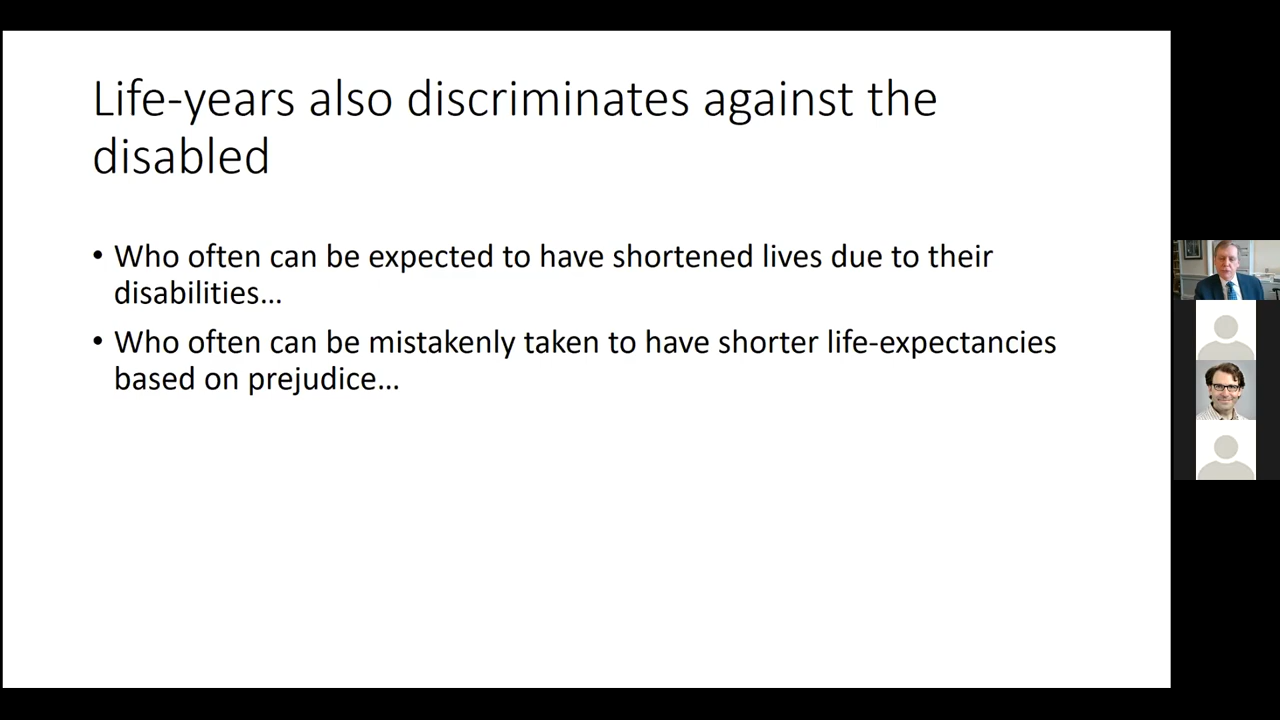 Life-years also discriminates against the
disabled
• Who often can be expected to have shortened lives due to their
disabilities…
• Who often can be mistakenly taken to have shorter life-expectancies
based on prejudice…